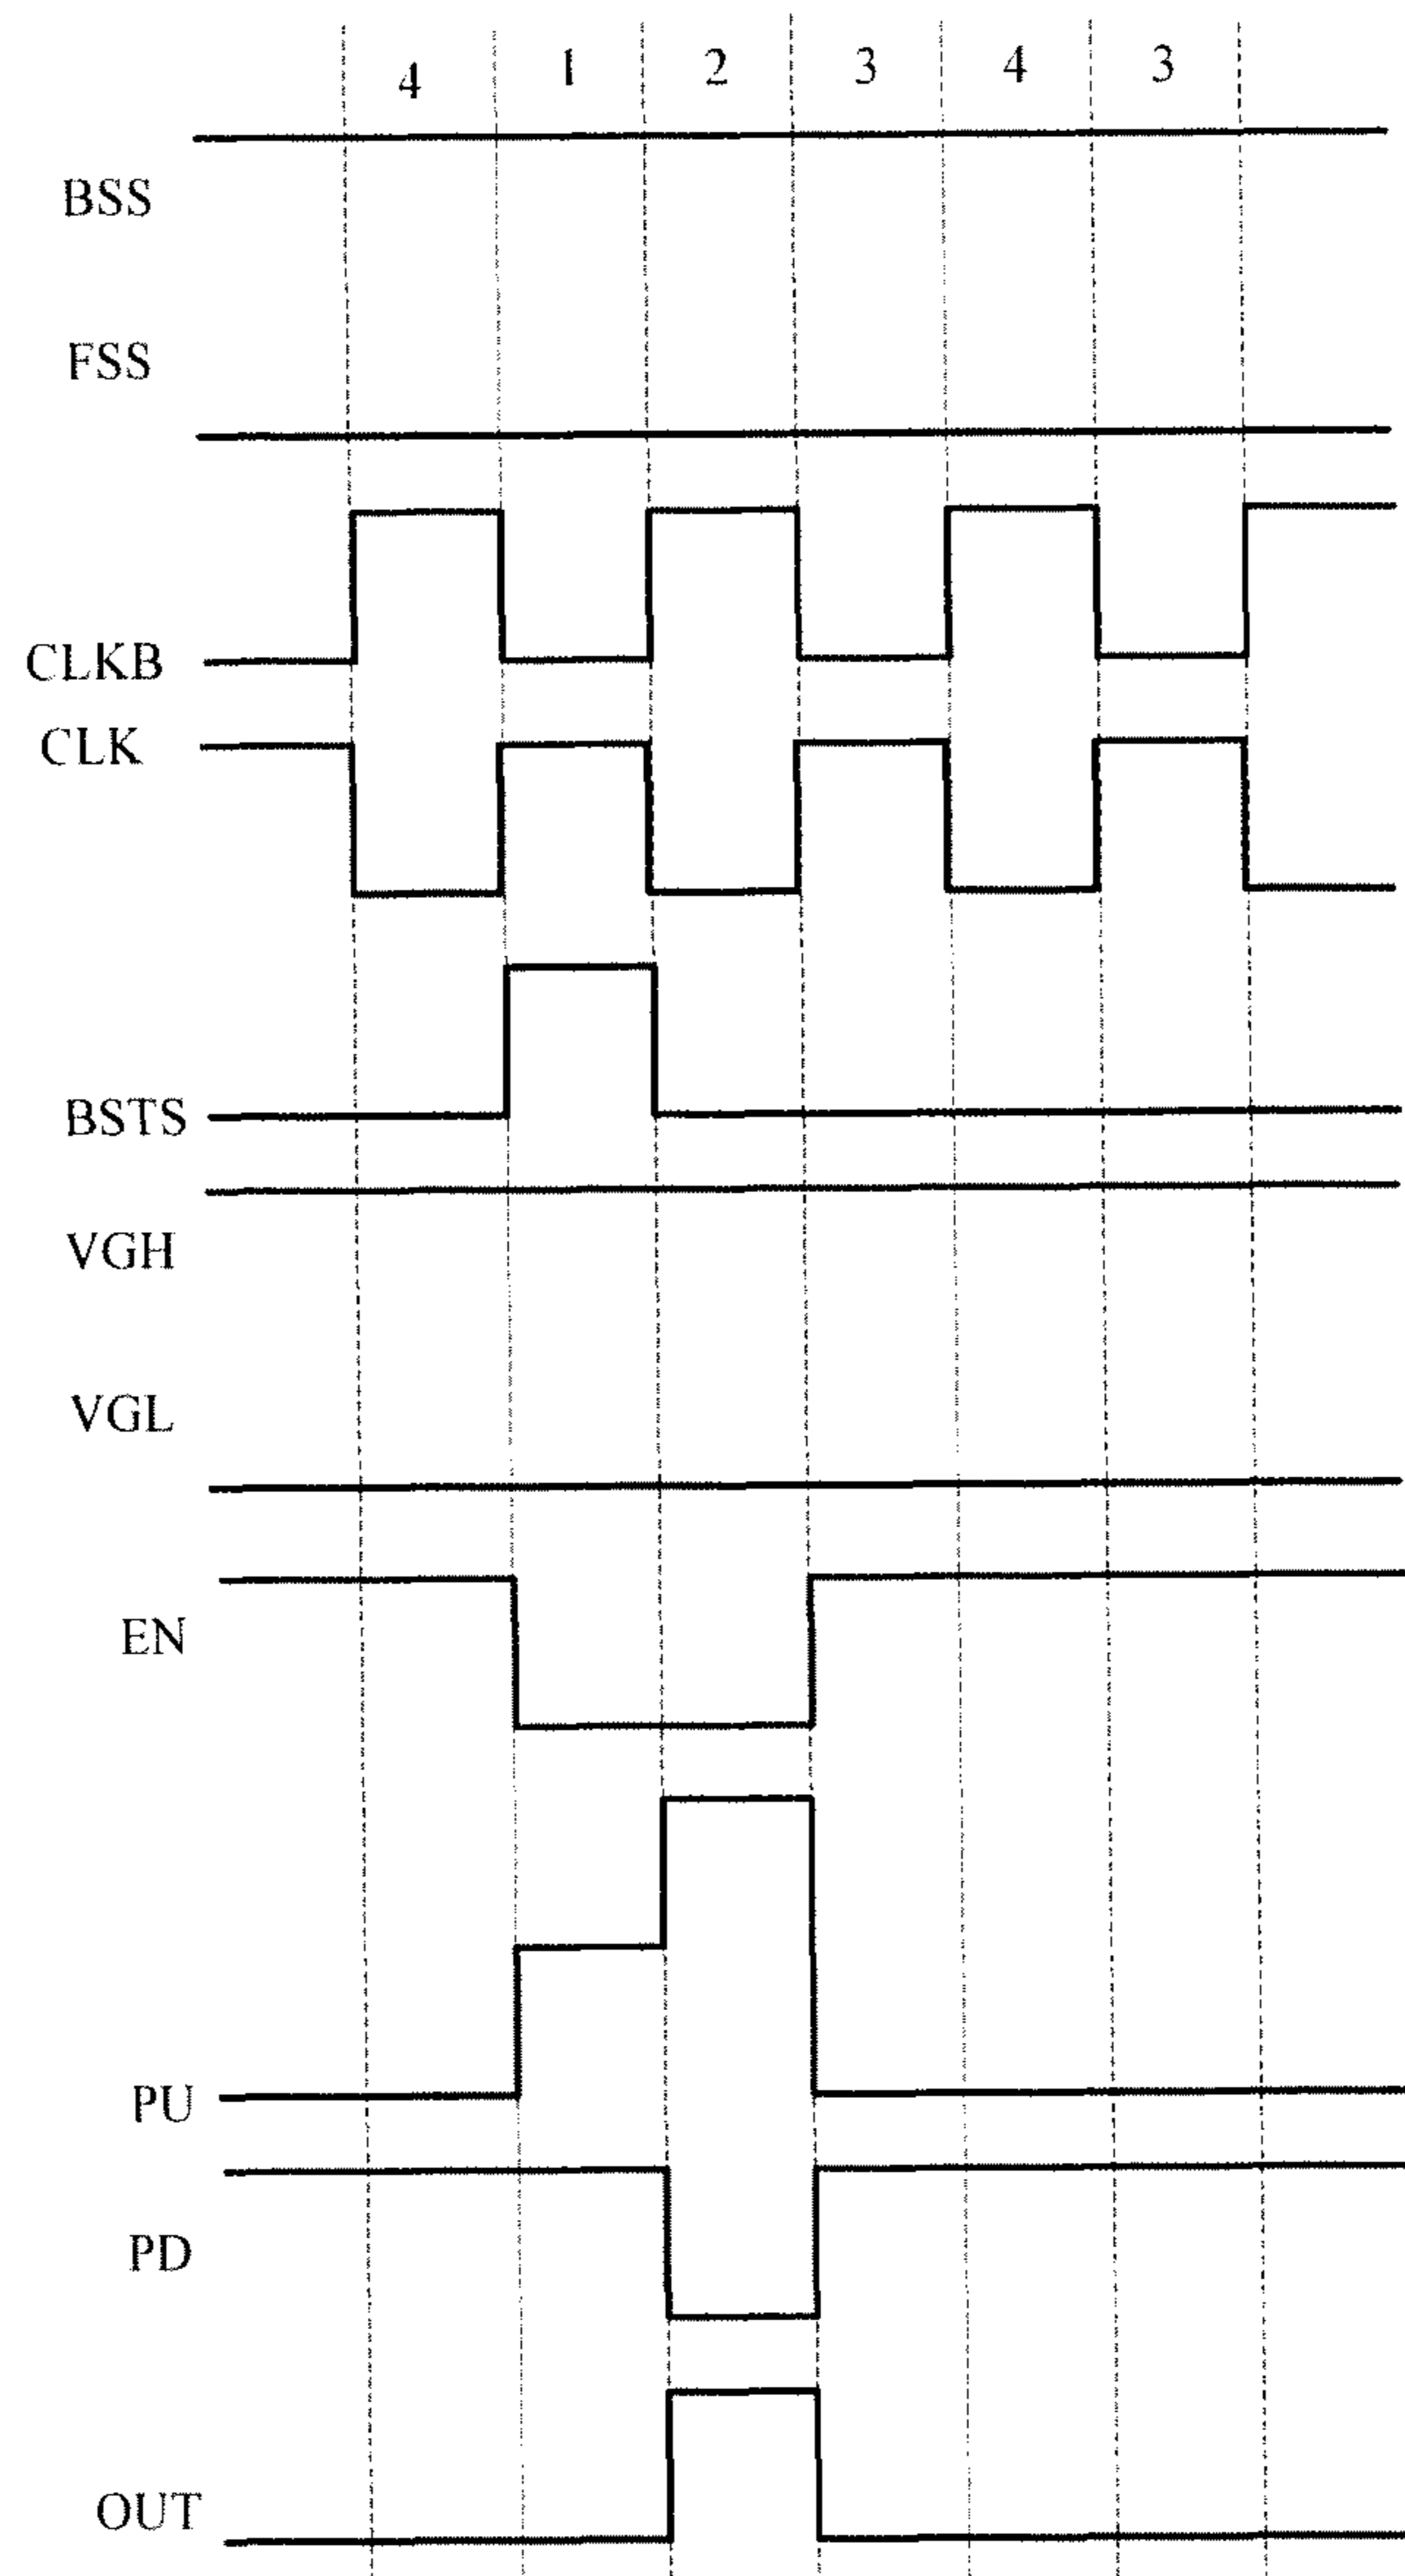 4 1 2 3 4 3
BSS
FSS
CLKB
CLK
BSTS
VGH
VGL
EN
PU
PD
OUT